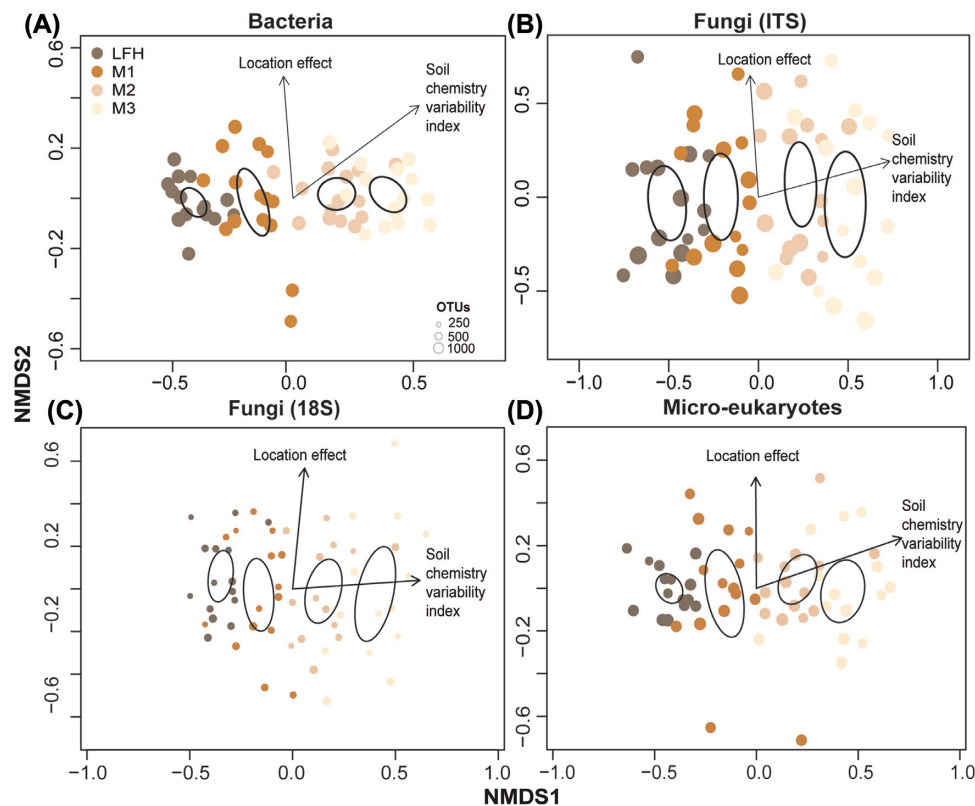 (A)
Bacteria
0.6
0.2
−0.2
−0.6
LFH
M1
M2
M3
Location effect
Soil
chemistry
variability
index
OTUs
250
500
1000
−0.5
0.0
0.5
(B)
Fungi (ITS)
0.5
0.0
−0.5
Location effect
Soil
chemistry
variability
index
−1.0
−0.5
0.0
0.5
1.0
NMDS2
(C)
Fungi (18S)
0.6
0.2
−0.2
−0.6
Location effect
Soil
chemistry
variability
index
−1.0
−0.5
0.0
0.5
1.0
(D)
Micro-eukaryotes
0.6
0.2
−0.2
−0.6
Location effect
Soil
chemistry
variability
index
−1.0
−0.5
0.0
0.5
1.0
NMDS1